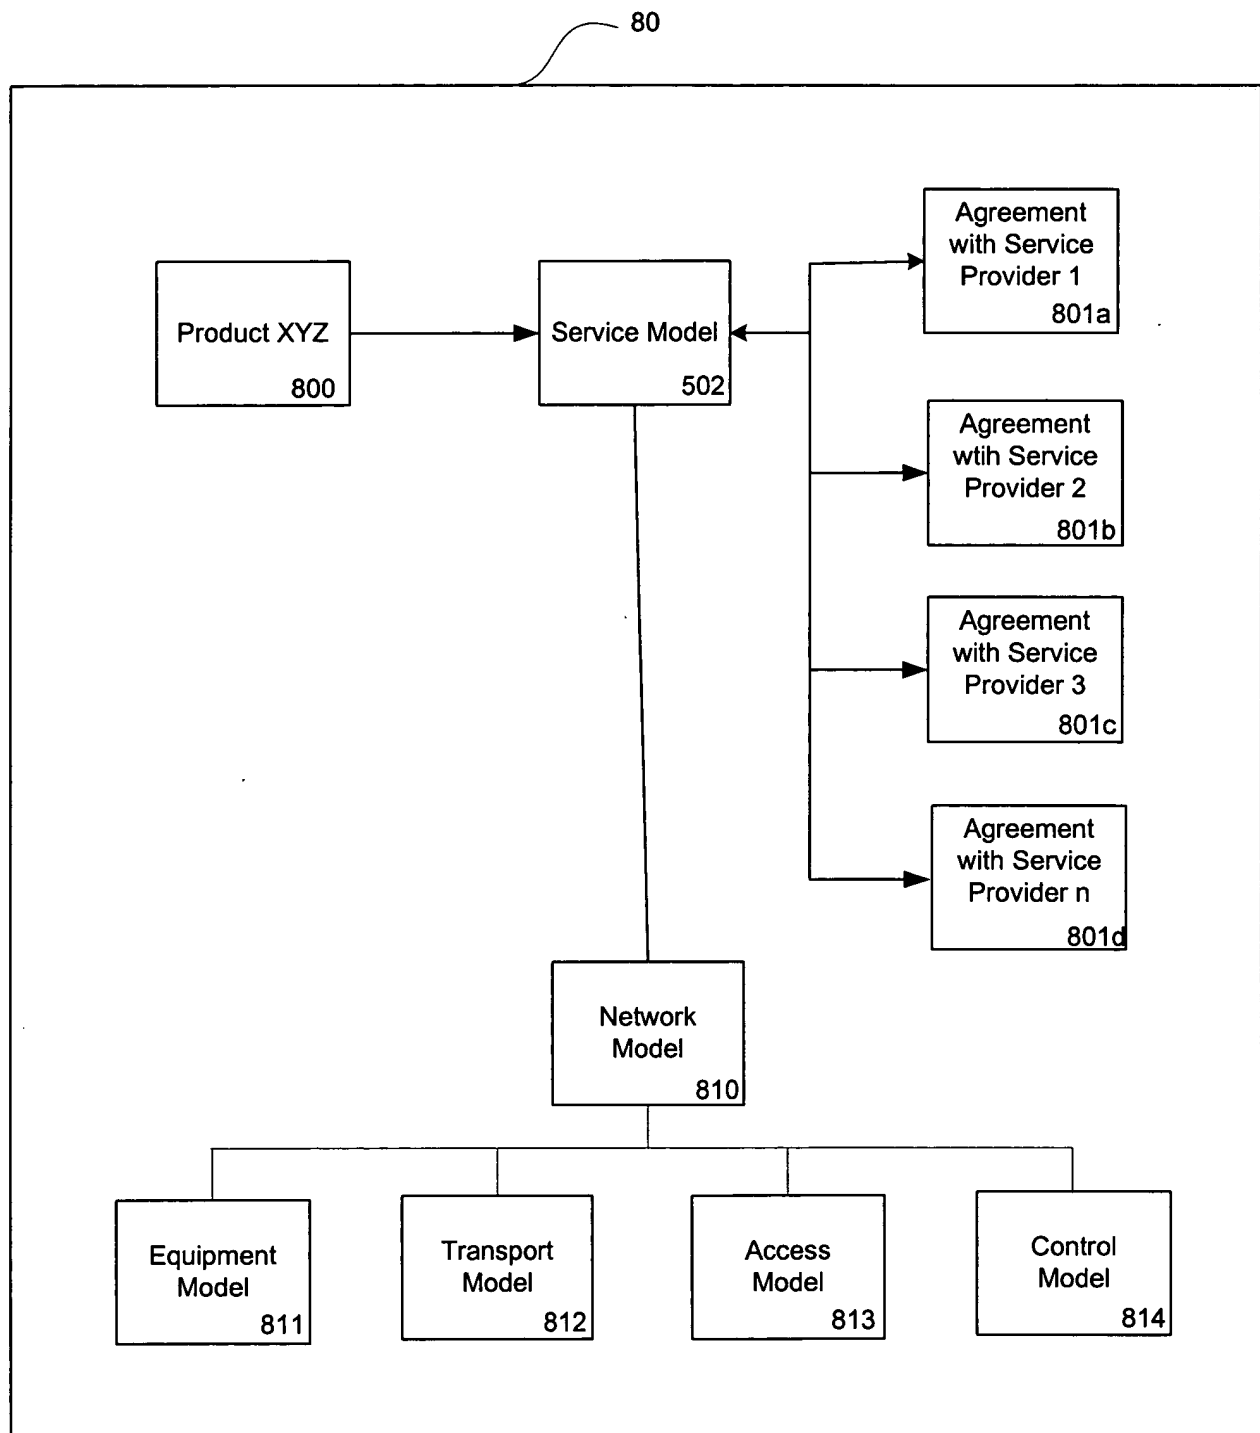 80
Product XYZ
800
Service Model
502
Agreement
with Service
Provider 1
801a
Agreement
wtih Service
Provider 2
801b
Agreement
with Service
Provider 3
801c
Agreement
with Service
Provider n
801d
Network
Model
810
Equipment
Model
811
Transport
Model
812
Access
Model
813
Control
Model
814